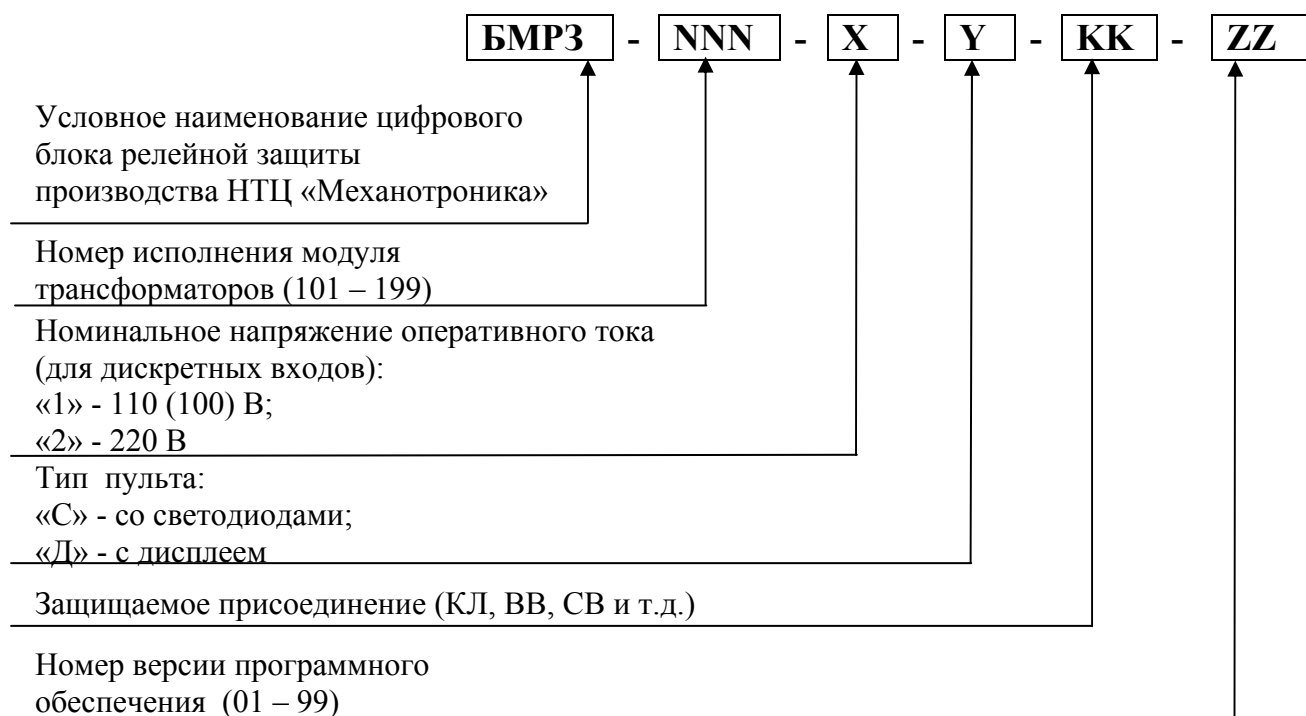 БМРЗ - NNN - X - Y - КК - ZZ
Условное наименование цифрового
блока релейной защиты
производства НТЦ «Механотроника»
Номер исполнения модуля
трансформаторов (101 – 199)
Номинальное напряжение оперативного тока
(для дискретных входов):
«1» - 110 (100) В;
«2» - 220 В
Тип пульта:
«С» - со светодиодами;
«Д» - с дисплеем
Защищаемое присоединение (КЛ, ВВ, СВ и т.д.)
Номер версии программного
обеспечения (01 – 99)